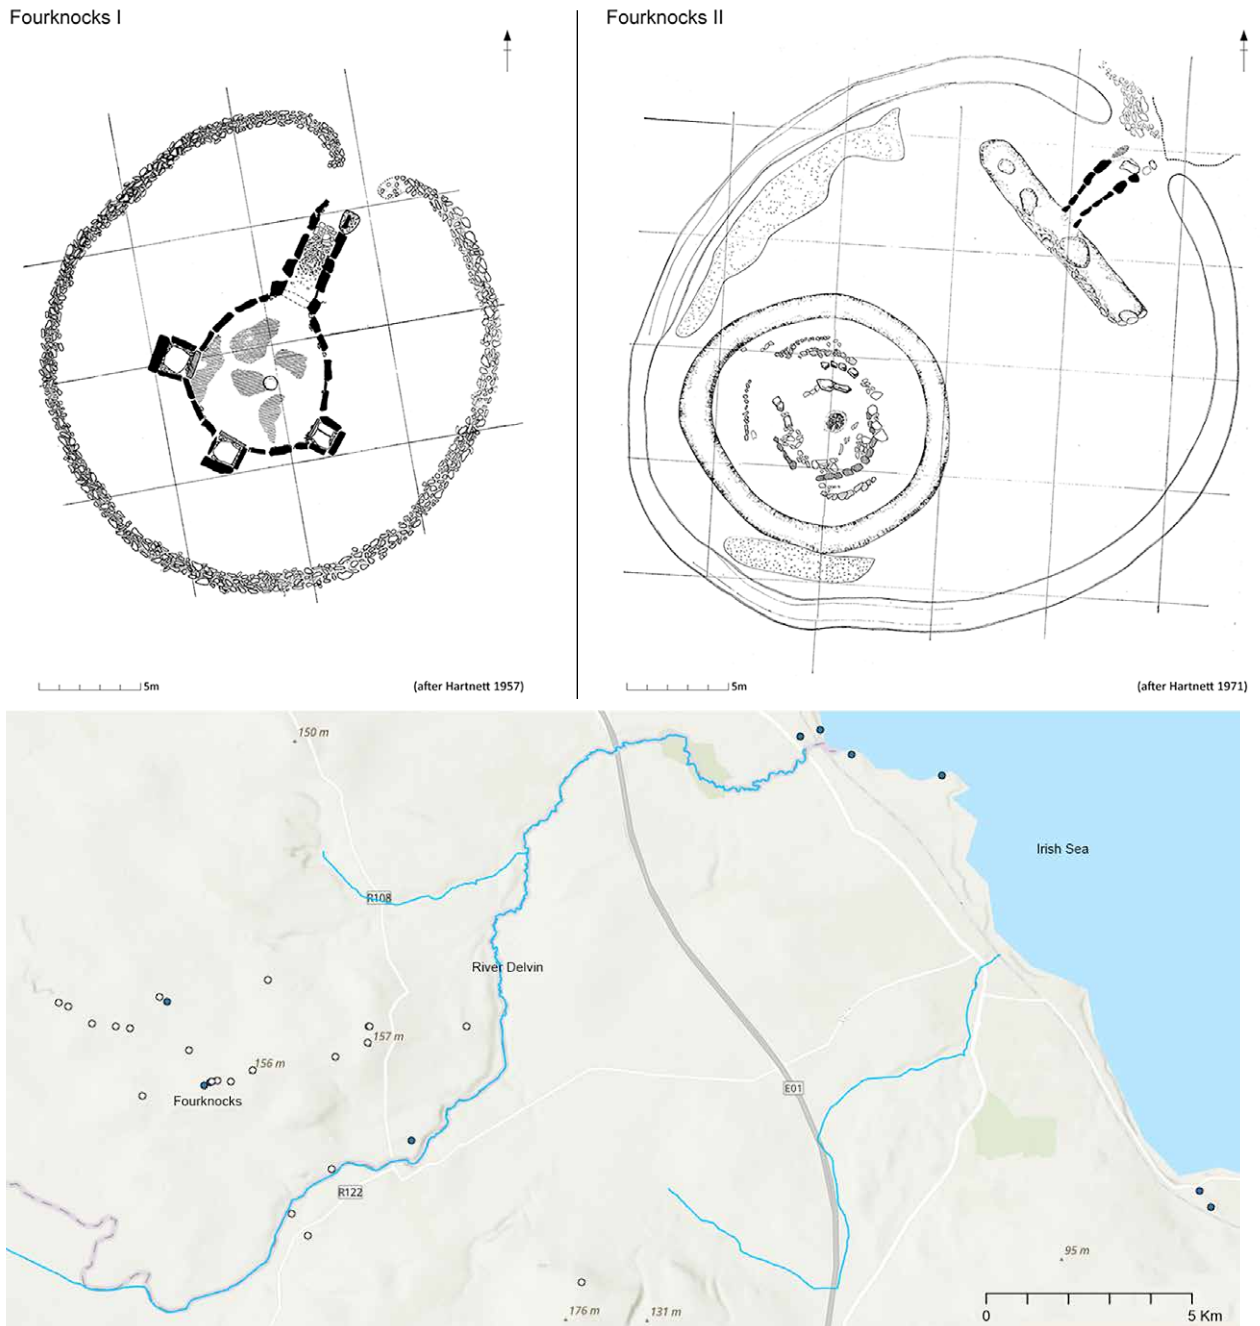 Fourknocks I
Fourknocks II
5m
(after Hartnett 1957)
5m
(after Hartnett 1971)
150 m
Irish Sea
R108
River Delvin
157 m
156 m
Fourknocks
E01
R122
95 m
176 m
131 m
0
5 Km